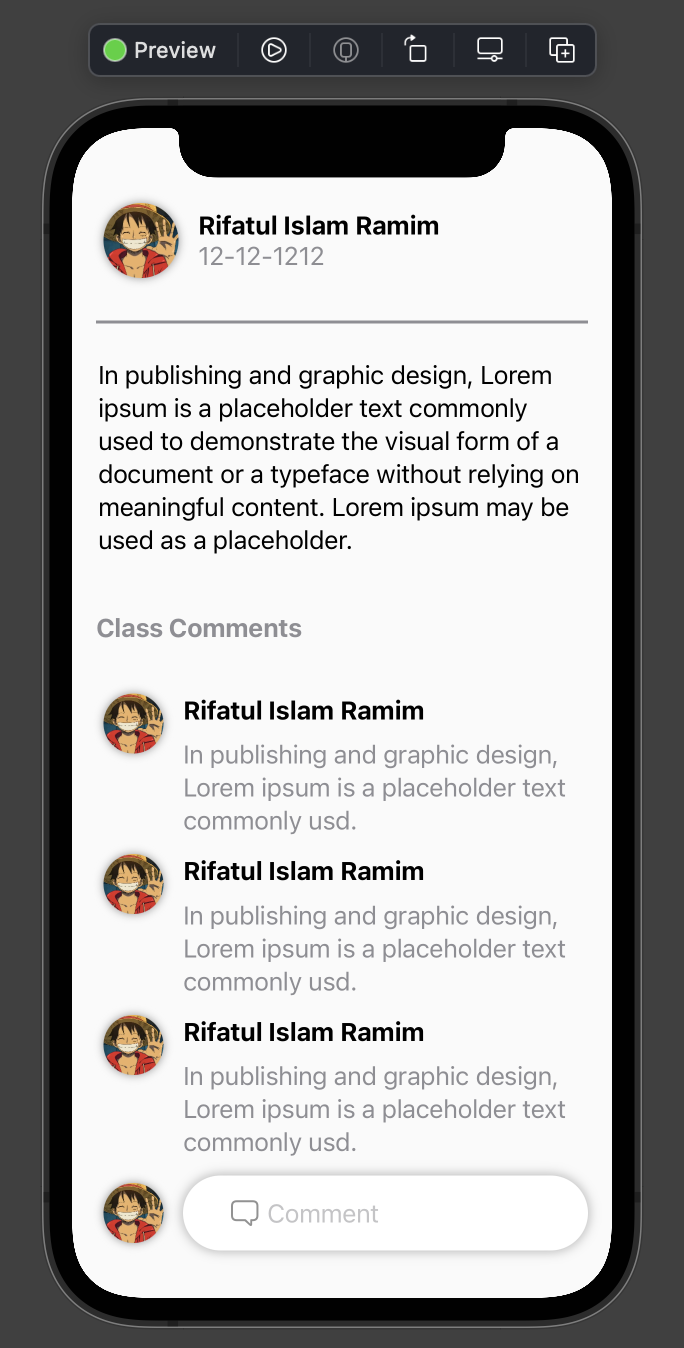 Preview
Rifatul Islam Ramim
12-12-1212
In publishing and graphic design, Lorem
ipsum is a placeholder text commonly
used to demonstrate the visual form of a
document or a typeface without relying on
meaningful content. Lorem ipsum may be
used as a placeholder.
Class Comments
Rifatul Islam Ramim
In publishing and graphic design,
Lorem ipsum is a placeholder text
commonly usd.
Rifatul Islam Ramim
In publishing and graphic design,
Lorem ipsum is a placeholder text
commonly usd.
Rifatul Islam Ramim
In publishing and graphic design,
Lorem ipsum is a placeholder text
commonly usd.
Comment